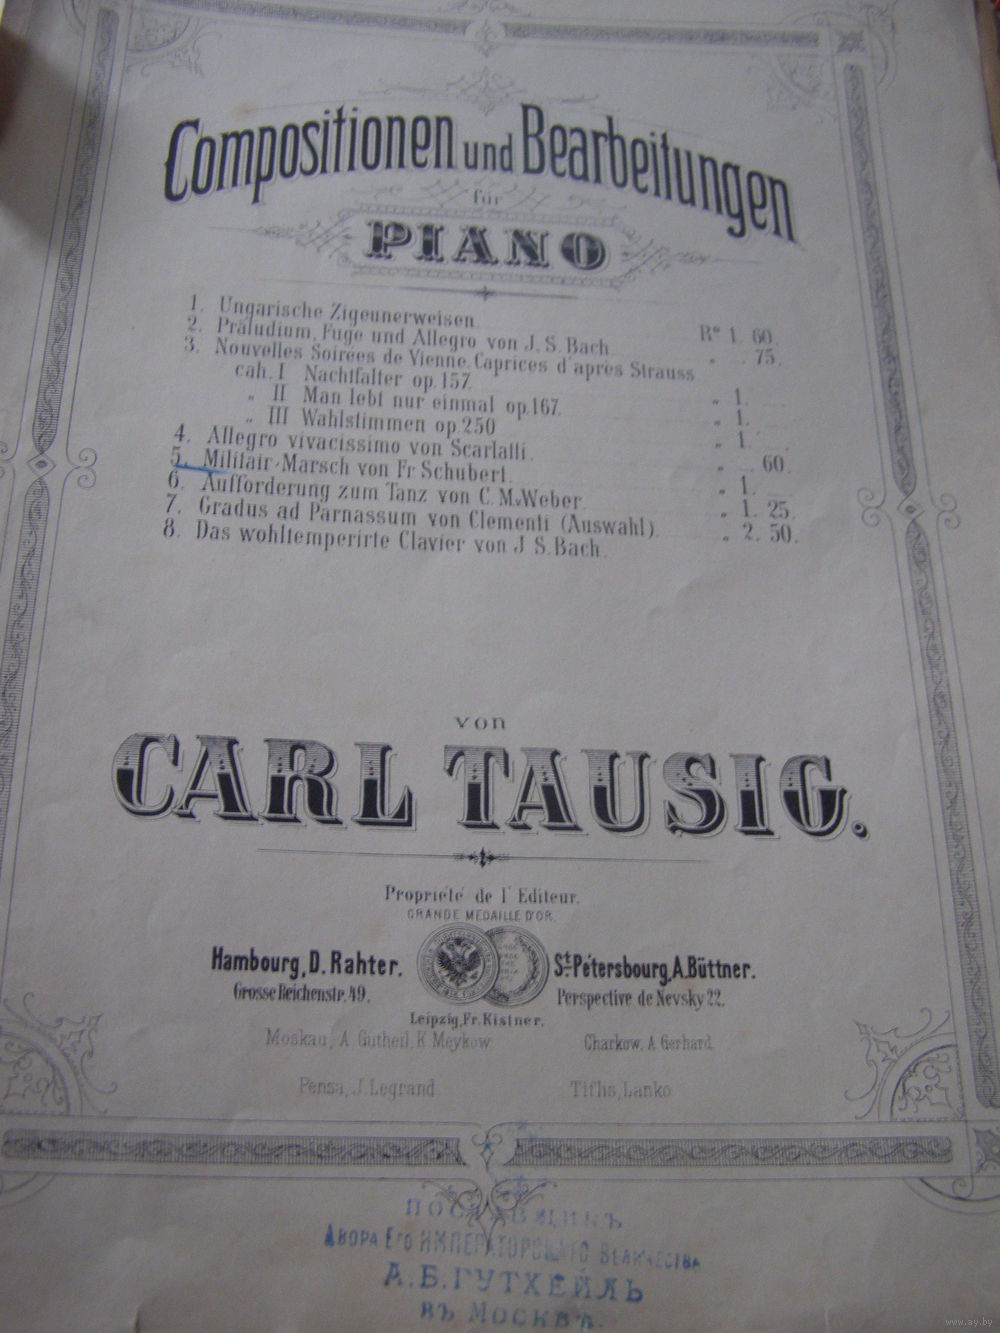 Compositionen und Bearbeitungen
für
PIANO
1. Ungarische Zigeunerweisen Ro 1. 60.
2. Präludium, Fuge und Allegro von J. S. Bach „ . 75.
3. Nouvelles Soirées de Vienne. Caprices d'après Strauss
cah. I Nachtfalter op. 157. „ 1.
„ II Man lebt nur einmal op. 167. „ 1.
„ III Wahlstimmen op. 250 „ 1.
4. Allegro vivacissimo von Scarlatti. „ . 60.
5. Militair-Marsch von Fr Schubert. „ 1.
6. Aufforderung zum Tanz von C. M. v Weber. „ 1. 25.
7. Gradus ad Parnassum von Clementi (Auswahl). „ 2. 50.
8. Das wohltemperirte Clavier von J. S. Bach.
von
CARL TAUSIG.
Propriété de l'Editeur.
GRANDE MEDAILLE D'OR.
Hambourg, D. Rahter. St. Pétersbourg, A. Büttner.
Grosse Reichenstr. 49. Perspective de Nevsky 22.
Leipzig, Fr. Kistner.
Moskau, A. Gutheil, K. Meykow Charkow, A. Gerhard.
Pensa, J. Legrand. Tiflis, Lanko.
ПОСТАВЩИКЪ
ДВОРА ЕГО ИМПЕРАТОРСКАГО ВЕЛИЧЕСТВА
А. Б. ГУТХЕЙЛЬ
ВЪ МОСКВѢ.
www.ay.by